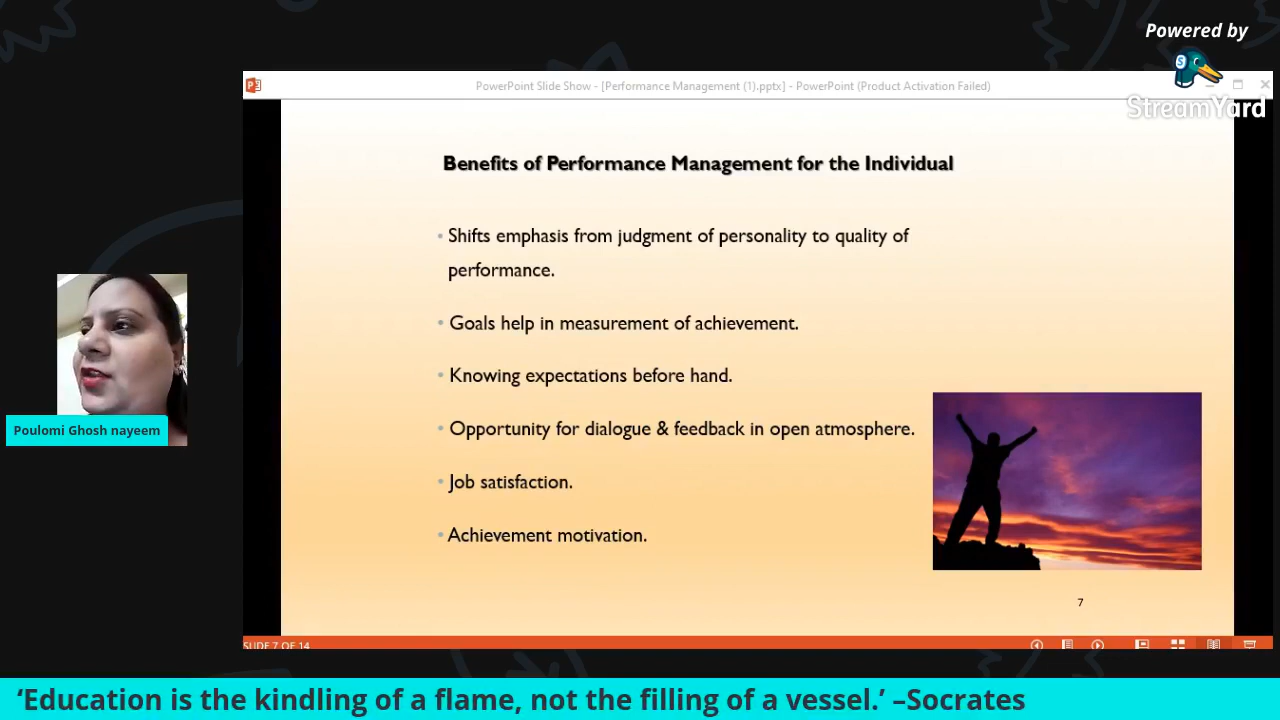 Powered by
StreamYard
PowerPoint Slide Show - [Performance Management (1).pptx] - PowerPoint (Product Activation Failed)
Benefits of Performance Management for the Individual
• Shifts emphasis from judgment of personality to quality of
performance.
• Goals help in measurement of achievement.
• Knowing expectations before hand.
• Opportunity for dialogue & feedback in open atmosphere.
• Job satisfaction.
• Achievement motivation.
7
SLIDE 7 OF 14
Poulomi Ghosh nayeem
‘Education is the kindling of a flame, not the filling of a vessel.’ –Socrates